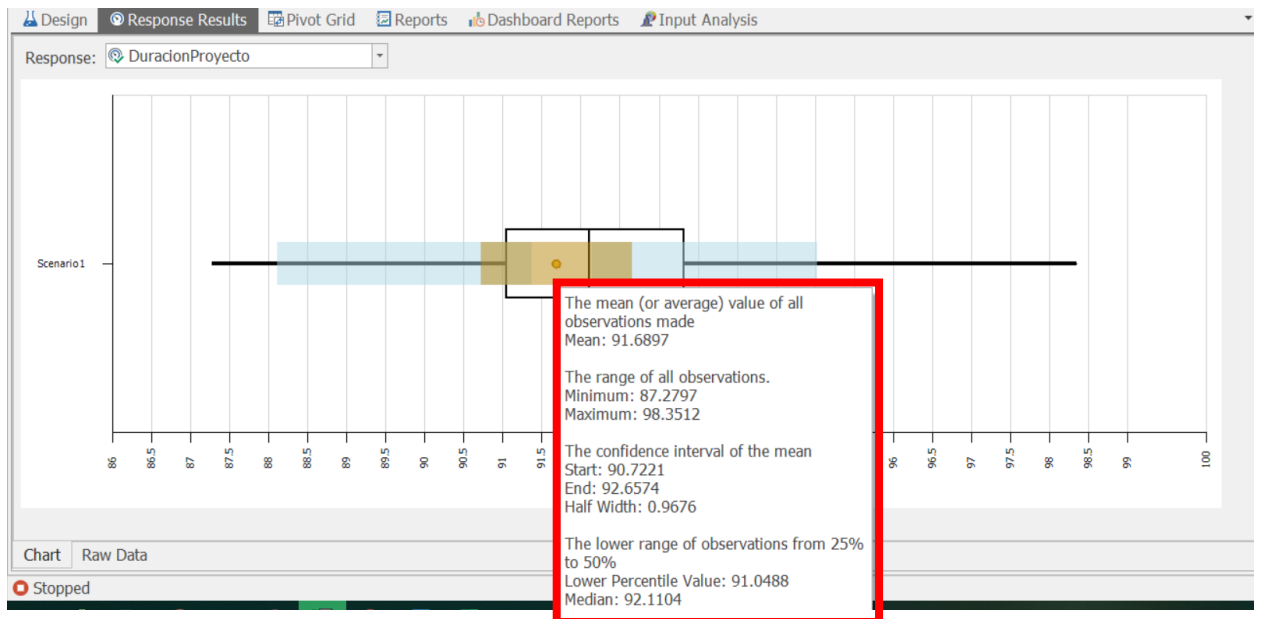 Design Response Results Pivot Grid Reports Dashboard Reports Input Analysis
Response: DuracionProyecto
Scenario1
86 86.5 87 87.5 88 88.5 89 89.5 90 90.5 91 91.5 96 96.5 97 97.5 98 98.5 99 100
The mean (or average) value of all
observations made
Mean: 91.6897
The range of all observations.
Minimum: 87.2797
Maximum: 98.3512
The confidence interval of the mean
Start: 90.7221
End: 92.6574
Half Width: 0.9676
The lower range of observations from 25%
to 50%
Lower Percentile Value: 91.0488
Median: 92.1104
Chart Raw Data
Stopped